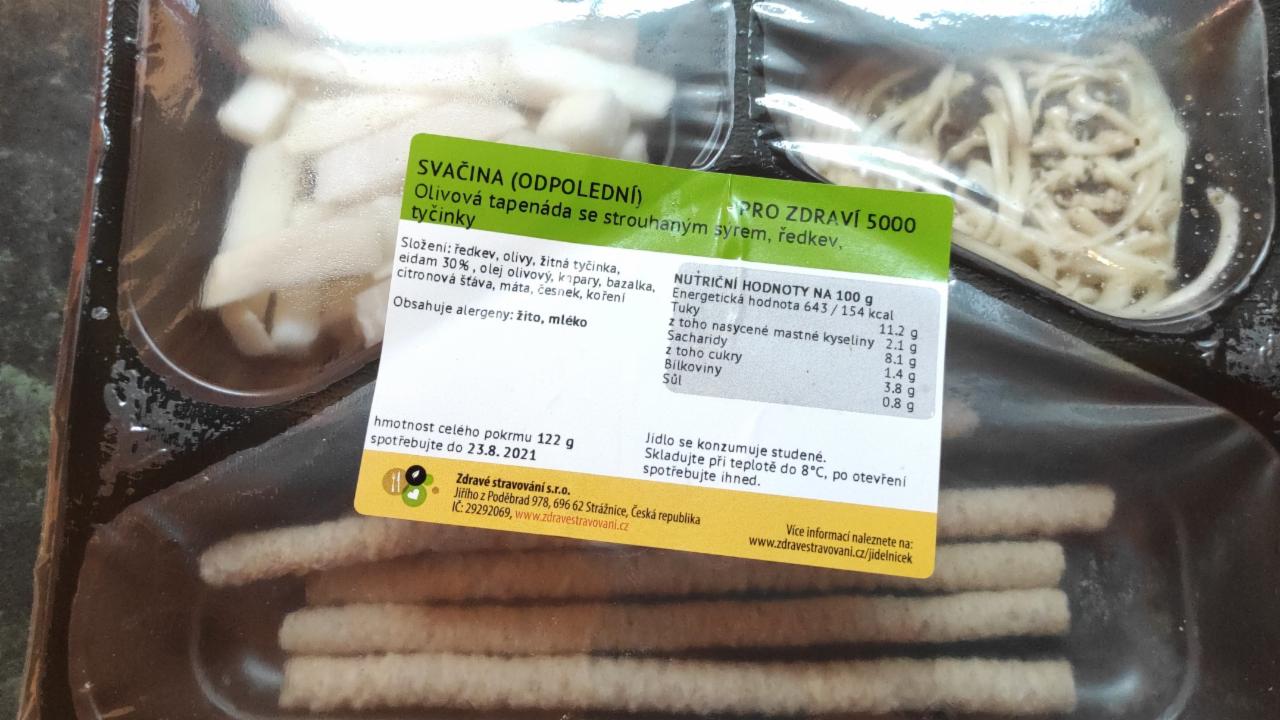 SVAČINA (ODPOLEDNÍ)
PRO ZDRAVÍ 5000
Olivová tapenáda se strouhaným sýrem, ředkev,
tyčinky
Složení: ředkev, olivy, žitná tyčinka,
eidam 30% , olej olivový, kapary, bazalka,
citronová šťáva, máta, česnek, koření
Obsahuje alergeny: žito, mléko
NUTRIČNÍ HODNOTY NA 100 g
Energetická hodnota 643 / 154 kcal
Tuky 11.2 g
z toho nasycené mastné kyseliny 2.1 g
Sacharidy 8.1 g
z toho cukry 1.4 g
Bílkoviny 3.8 g
Sůl 0.8 g
hmotnost celého pokrmu 122 g
spotřebujte do 23.8. 2021
Jídlo se konzumuje studené.
Skladujte při teplotě do 8°C, po otevření
spotřebujte ihned.
Zdravé stravování s.r.o.
Jiřího z Poděbrad 978, 696 62 Strážnice, Česká republika
IČ: 29292069, www.zdravestravovani.cz
Více informací naleznete na:
www.zdravestravovani.cz/jidelnicek